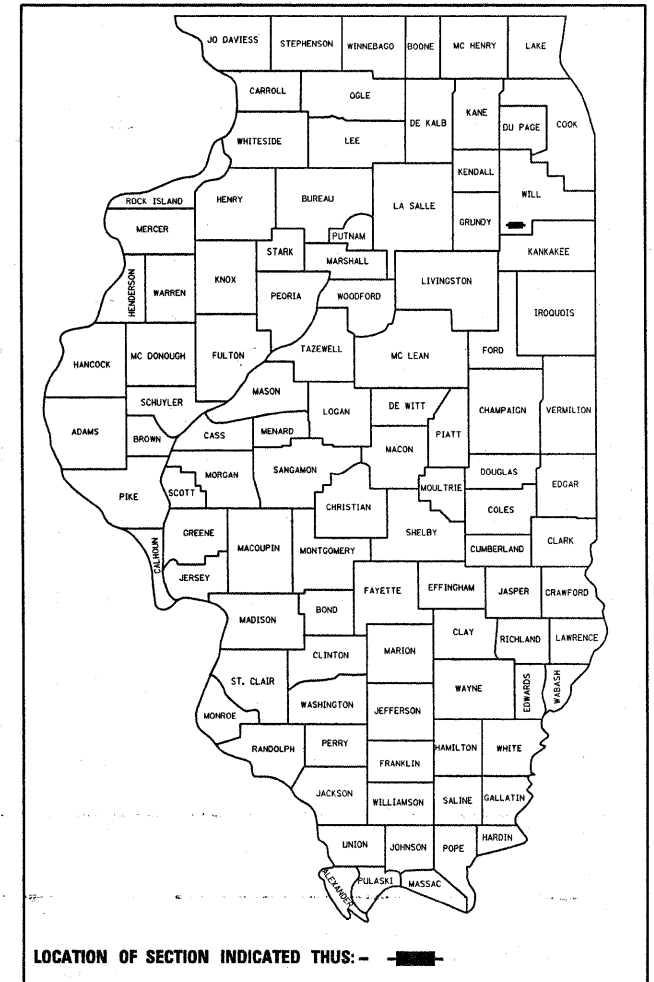 JO DAVIESS
STEPHENSON
WINNEBAGO
BOONE
MC HENRY
LAKE
CARROLL
OGLE
DE KALB
KANE
DU PAGE
COOK
WHITESIDE
LEE
KENDALL
WILL
ROCK ISLAND
HENRY
BUREAU
LA SALLE
GRUNDY
MERCER
PUTNAM
STARK
MARSHALL
KANKAKEE
HENDERSON
WARREN
KNOX
PEORIA
WOODFORD
LIVINGSTON
IROQUOIS
HANCOCK
MC DONOUGH
FULTON
TAZEWELL
MC LEAN
FORD
MASON
SCHUYLER
LOGAN
DE WITT
CHAMPAIGN
VERMILION
ADAMS
BROWN
CASS
MENARD
MACON
PIATT
PIKE
SCOTT
MORGAN
SANGAMON
CHRISTIAN
MOULTRIE
DOUGLAS
EDGAR
COLES
CALHOUN
GREENE
MACOUPIN
MONTGOMERY
SHELBY
CUMBERLAND
CLARK
JERSEY
FAYETTE
EFFINGHAM
JASPER
CRAWFORD
MADISON
BOND
CLAY
RICHLAND
LAWRENCE
CLINTON
MARION
ST. CLAIR
WAYNE
EDWARDS
WABASH
MONROE
WASHINGTON
JEFFERSON
RANDOLPH
PERRY
HAMILTON
WHITE
FRANKLIN
JACKSON
WILLIAMSON
SALINE
GALLATIN
UNION
JOHNSON
POPE
HARDIN
ALEXANDER
PULASKI
MASSAC
LOCATION OF SECTION INDICATED THUS: -